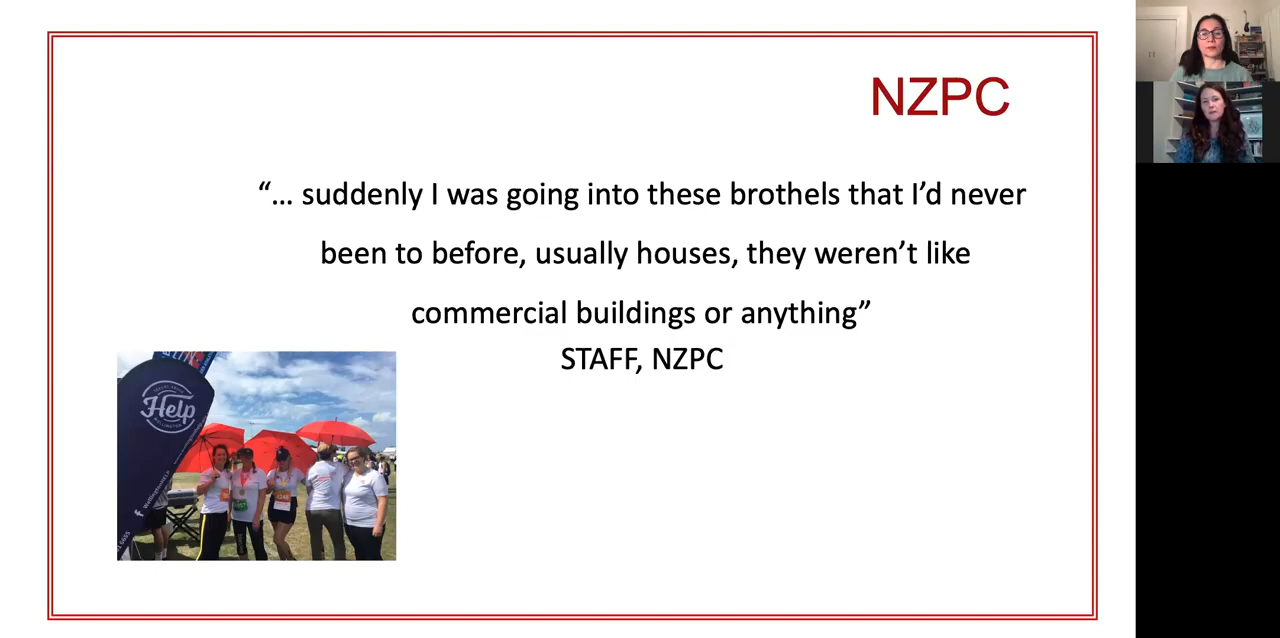 NZPC
“... suddenly I was going into these brothels that I’d never
been to before, usually houses, they weren’t like
commercial buildings or anything”
STAFF, NZPC
Help